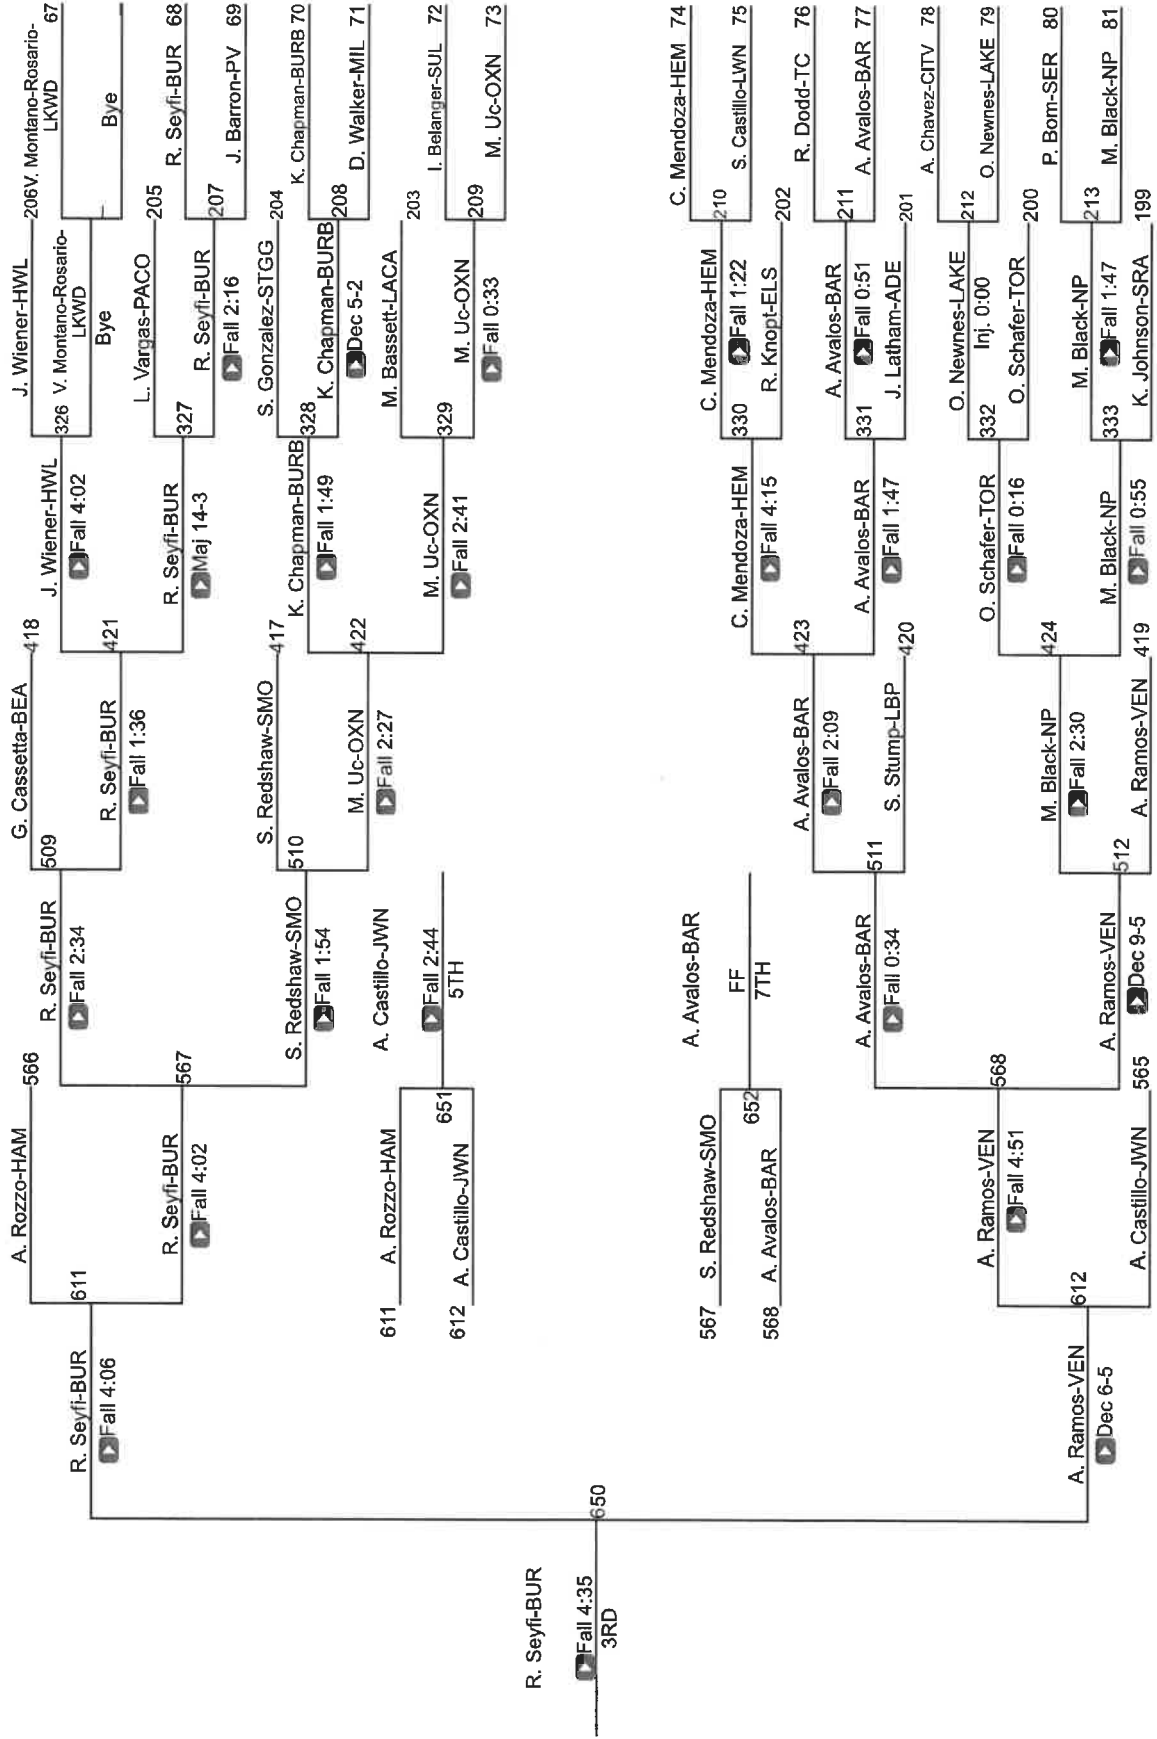 R. Seyfi-BUR
Fall 4:35
3RD
650
R. Seyfi-BUR
Fall 4:06
A. Ramos-VEN
Dec 6-5
611
612
567
568
611
612
A. Rozzo-HAM
R. Seyfi-BUR
Fall 4:02
A. Rozzo-HAM
A. Castillo-JWN
S. Redshaw-SMO
A. Avalos-BAR
A. Ramos-VEN
Fall 4:51
A. Castillo-JWN
566
567
651
652
568
565
R. Seyfi-BUR
Fall 2:34
S. Redshaw-SMO
Fall 1:54
A. Castillo-JWN
Fall 2:44
5TH
A. Avalos-BAR
FF
7TH
A. Avalos-BAR
Fall 0:34
A. Ramos-VEN
Dec 9-5
509
510
511
512
G. Cassetta-BEA
R. Seyfi-BUR
Fall 1:36
S. Redshaw-SMO
M. Uc-OXN
Fall 2:27
A. Avalos-BAR
Fall 2:09
S. Stump-LBP
M. Black-NP
Fall 2:30
A. Ramos-VEN
418
421
417
422
423
420
424
419
J. Wiener-HWL
Fall 4:02
R. Seyfi-BUR
Maj 14-3
K. Chapman-BURB
Fall 1:49
M. Uc-OXN
Fall 2:41
C. Mendoza-HEM
Fall 4:15
A. Avalos-BAR
Fall 1:47
O. Schafer-TOR
Fall 0:16
M. Black-NP
Fall 0:55
326
327
328
329
330
331
332
333
J. Wiener-HWL
V. Montano-Rosario-
LKWD
Bye
L. Vargas-PACO
R. Seyfi-BUR
Fall 2:16
S. Gonzalez-STGG
K. Chapman-BURB
Dec 5-2
M. Bassett-LACA
M. Uc-OXN
Fall 0:33
C. Mendoza-HEM
Fall 1:22
R. Knopt-ELS
A. Avalos-BAR
Fall 0:51
J. Latham-ADE
O. Newnes-LAKE
Inj. 0:00
O. Schafer-TOR
M. Black-NP
Fall 1:47
K. Johnson-SRA
206
205
207
204
208
203
209
210
202
211
201
212
200
213
199
V. Montano-Rosario- 67
LKWD
Bye
R. Seyfi-BUR 68
J. Barron-PV 69
K. Chapman-BURB 70
D. Walker-MIL 71
I. Belanger-SUL 72
M. Uc-OXN 73
C. Mendoza-HEM 74
S. Castillo-LWN 75
R. Dodd-TC 76
A. Avalos-BAR 77
A. Chavez-CITV 78
O. Newnes-LAKE 79
P. Bom-SER 80
M. Black-NP 81